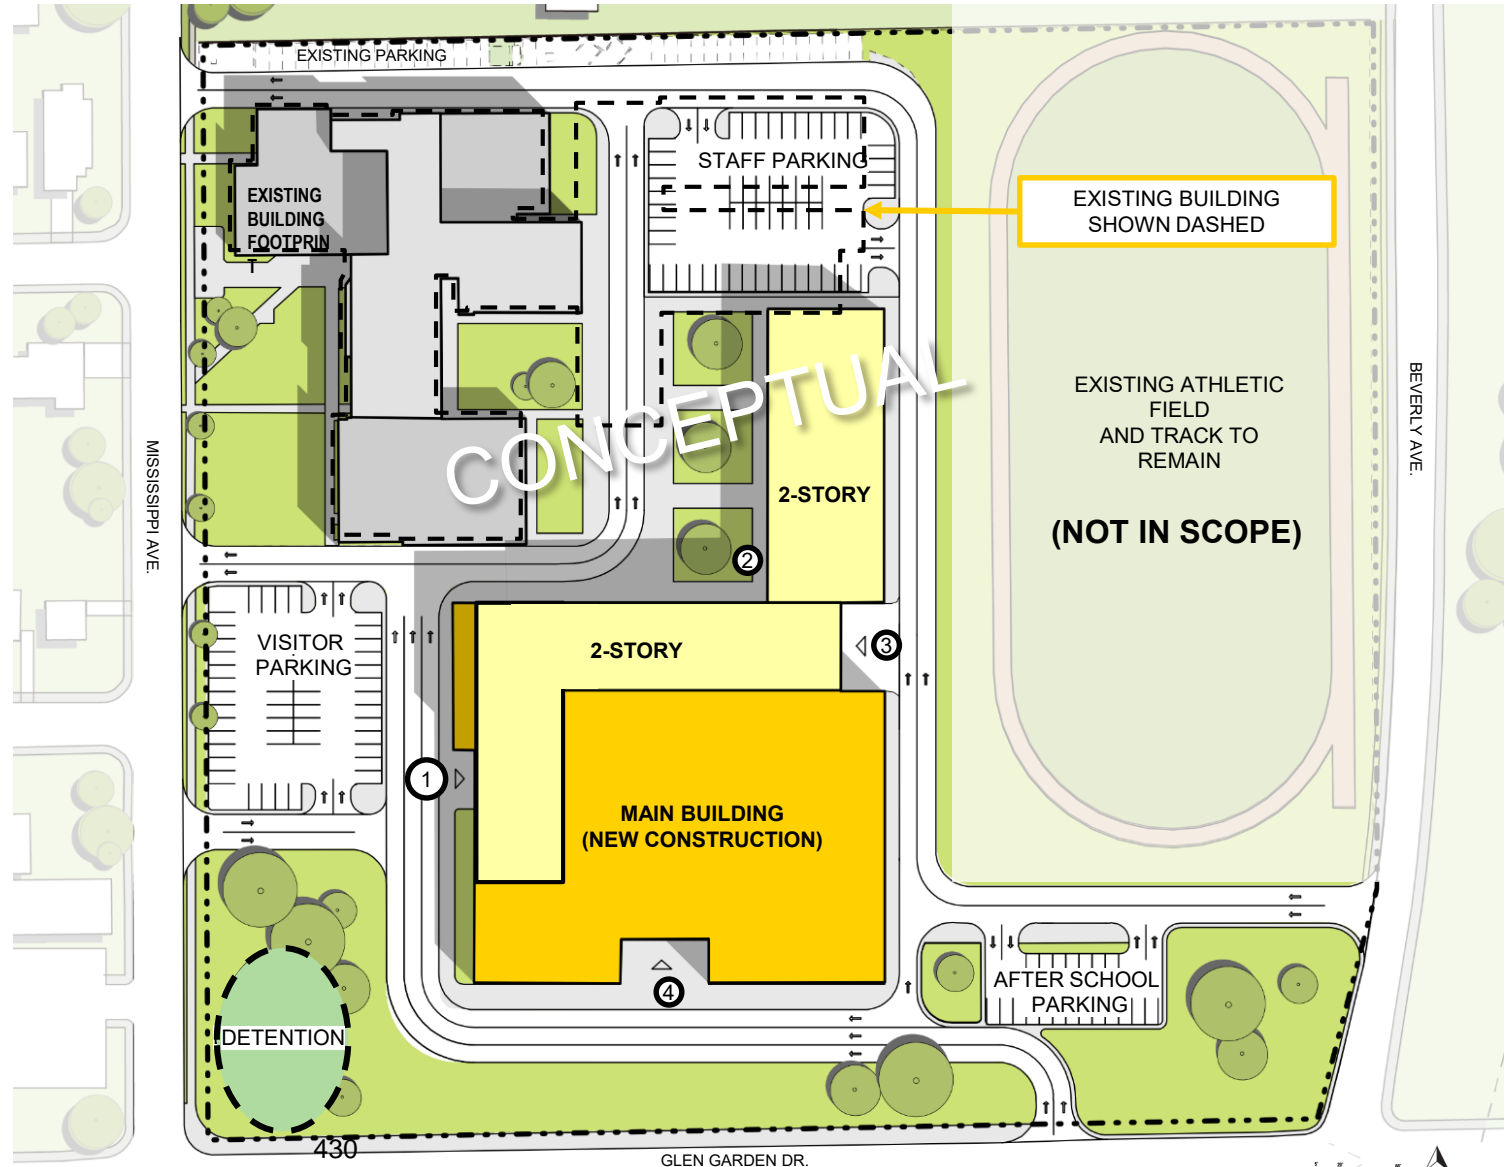 EXISTING PARKING
STAFF PARKING
EXISTING
BUILDING
FOOTPRIN
T
EXISTING BUILDING
SHOWN DASHED
CONCEPTUAL
EXISTING ATHLETIC
FIELD
AND TRACK TO
REMAIN
(NOT IN SCOPE)
BEVERLY AVE.
MISSISSIPPI AVE.
2-STORY
2
VISITOR
PARKING
2-STORY
3
1
MAIN BUILDING
(NEW CONSTRUCTION)
4
AFTER SCHOOL
PARKING
DETENTION
430
GLEN GARDEN DR.